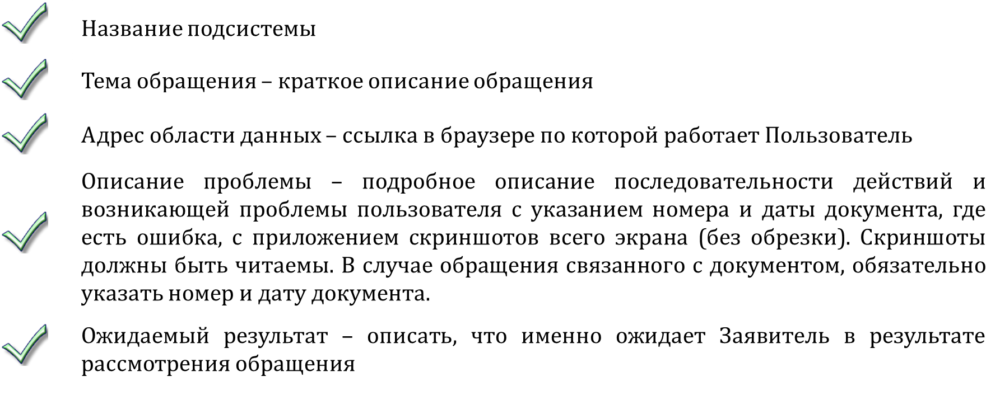 Название подсистемы
Тема обращения – краткое описание обращения
Адрес области данных – ссылка в браузере по которой работает Пользователь
Описание проблемы – подробное описание последовательности действий и
возникающей проблемы пользователя с указанием номера и даты документа, где
есть ошибка, с приложением скриншотов всего экрана (без обрезки). Скриншоты
должны быть читаемы. В случае обращения связанного с документом, обязательно
указать номер и дату документа.
Ожидаемый результат – описать, что именно ожидает Заявитель в результате
рассмотрения обращения